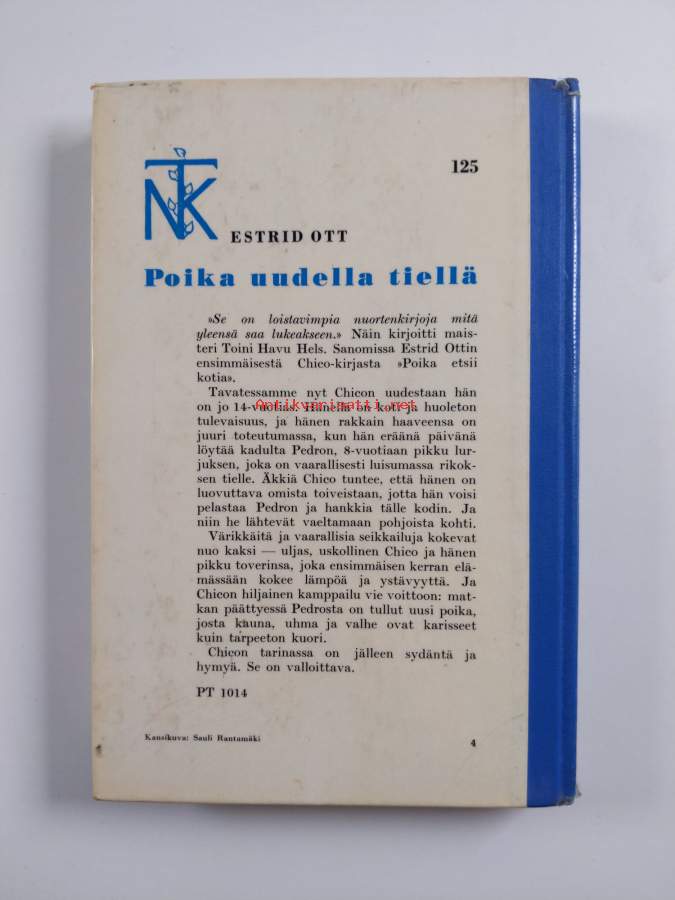 NTK
125
ESTRID OTT
Poika uudella tiellä
»Se on loistavimpia nuortenkirjoja mitä
yleensä saa lukeakseen.» Näin kirjoitti mais-
teri Toini Havu Hels. Sanomissa Estrid Ottin
ensimmäisestä Chico-kirjasta »Poika etsii
kotia».
Tavatessamme nyt Chicon uudestaan hän
on jo 14-vuotias. Hänellä on koti ja huoleton
Antikvariaatti.net
tulevaisuus, ja hänen rakkain haaveensa on
juuri toteutumassa, kun hän eräänä päivänä
löytää kadulta Pedron, 8-vuotiaan pikku lur-
juksen, joka on vaarallisesti luisumassa rikok-
sen tielle. Äkkiä Chico tuntee, että hänen on
luovuttava omista toiveistaan, jotta hän voisi
pelastaa Pedron ja hankkia tälle kodin. Ja
niin he lähtevät vaeltamaan pohjoista kohti.
Värikkäitä ja vaarallisia seikkailuja kokevat
nuo kaksi — uljas, uskollinen Chico ja hänen
pikku toverinsa, joka ensimmäisen kerran elä-
mässään kokee lämpöä ja ystävyyttä. Ja
Chicon hiljainen kamppailu vie voittoon: mat-
kan päättyessä Pedrosta on tullut uusi poika,
josta kauna, uhma ja valhe ovat karisseet
kuin tarpeeton kuori.
Chicon tarinassa on jälleen sydäntä ja
hymyä. Se on valloittava.
PT 1014
Kansikuva: Sauli Rantamäki
4